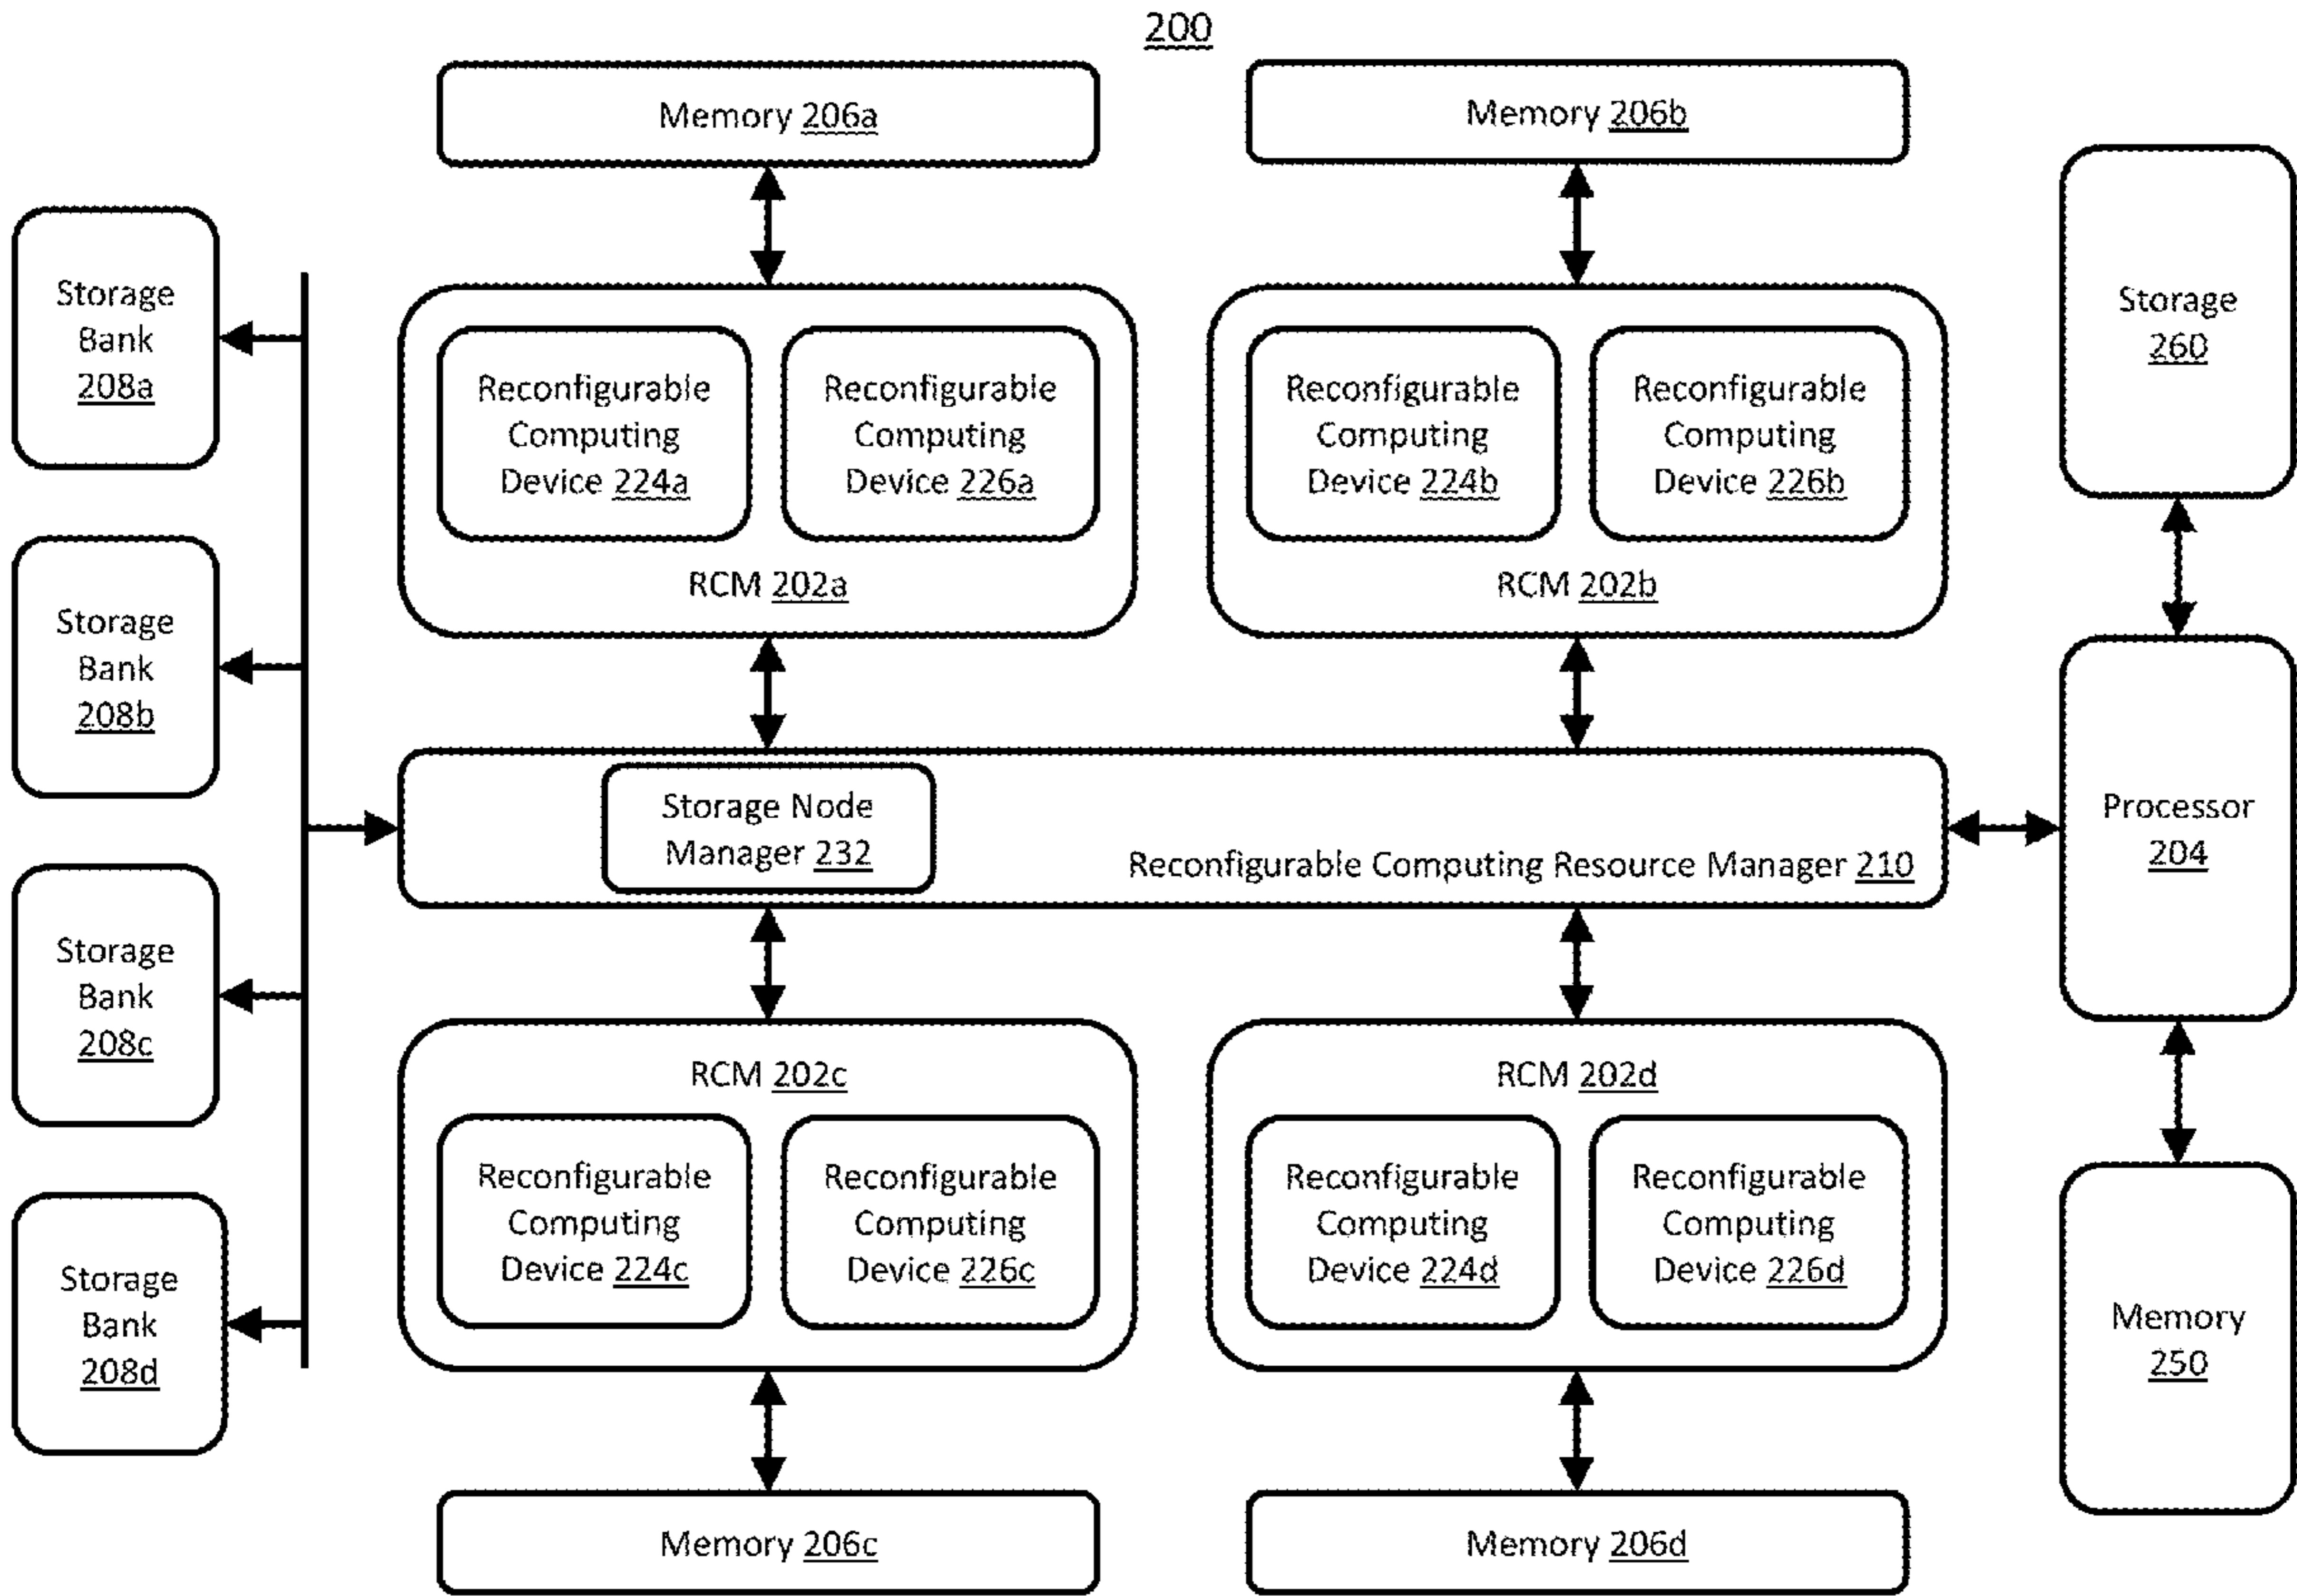 200
Memory 206a
Memory 206b
Storage
Bank
208a
Reconfigurable
Computing
Device 224a
Reconfigurable
Computing
Device 226a
RCM 202a
Reconfigurable
Computing
Device 224b
Reconfigurable
Computing
Device 226b
RCM 202b
Storage
260
Storage
Bank
208b
Storage Node
Manager 232
Reconfigurable Computing Resource Manager 210
Processor
204
Storage
Bank
208c
RCM 202c
Reconfigurable
Computing
Device 224c
Reconfigurable
Computing
Device 226c
RCM 202d
Reconfigurable
Computing
Device 224d
Reconfigurable
Computing
Device 226d
Storage
Bank
208d
Memory
250
Memory 206c
Memory 206d